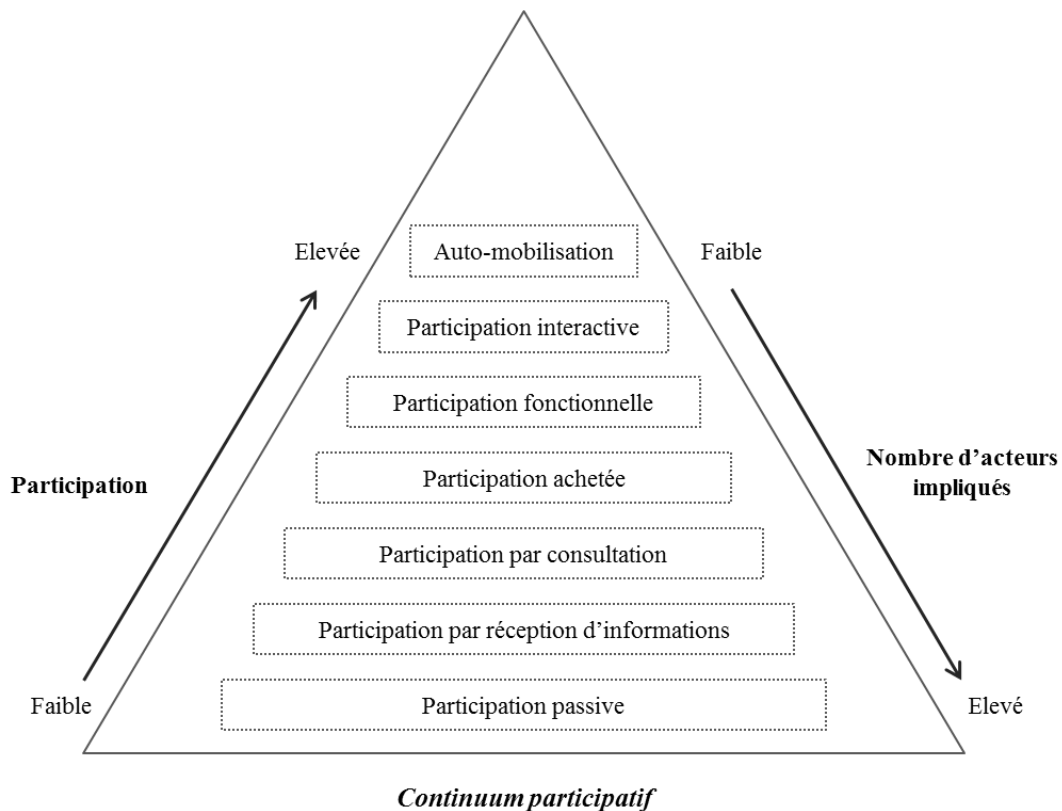 Elevée
Auto-mobilisation
Faible
Participation interactive
Participation fonctionnelle
Participation achetée
Participation
Nombre d’acteurs
impliqués
Participation par consultation
Participation par réception d’informations
Faible
Participation passive
Elevé
Continuum participatif